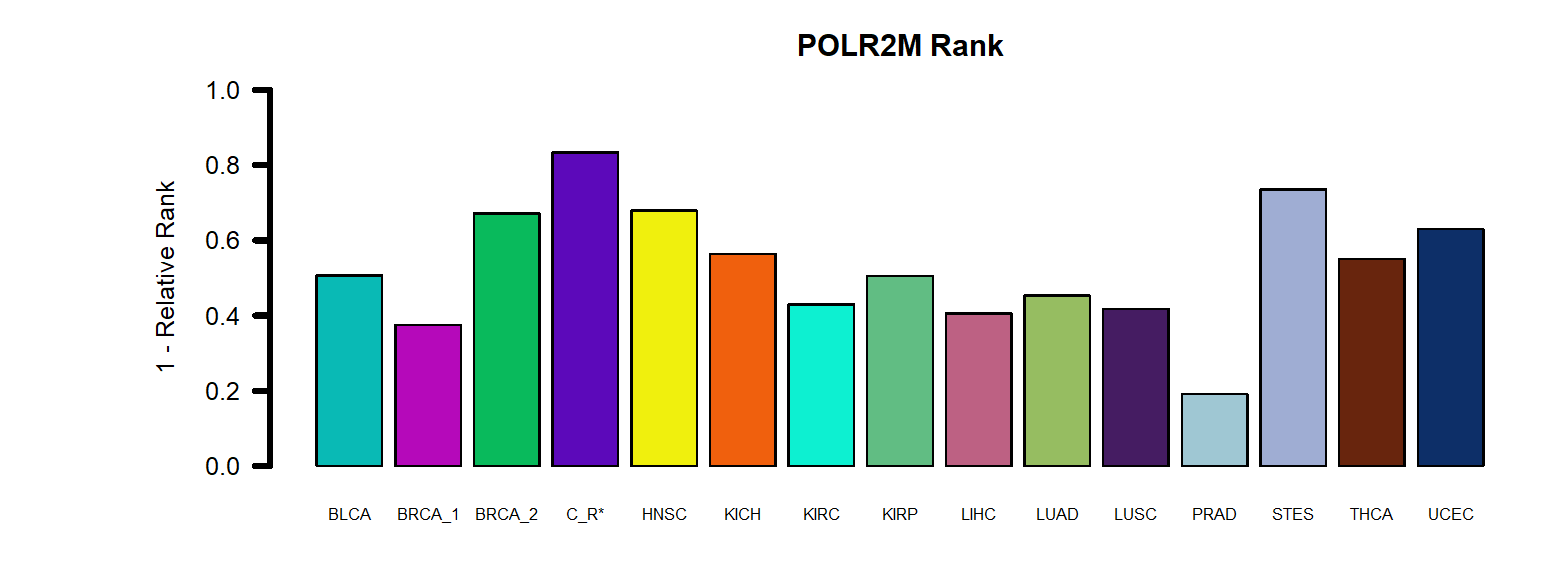 POLR2M Rank
1 - Relative Rank
1.0
0.8
0.6
0.4
0.2
0.0
BLCA BRCA_1 BRCA_2 C_R* HNSC KICH KIRC KIRP LIHC LUAD LUSC PRAD STES THCA UCEC